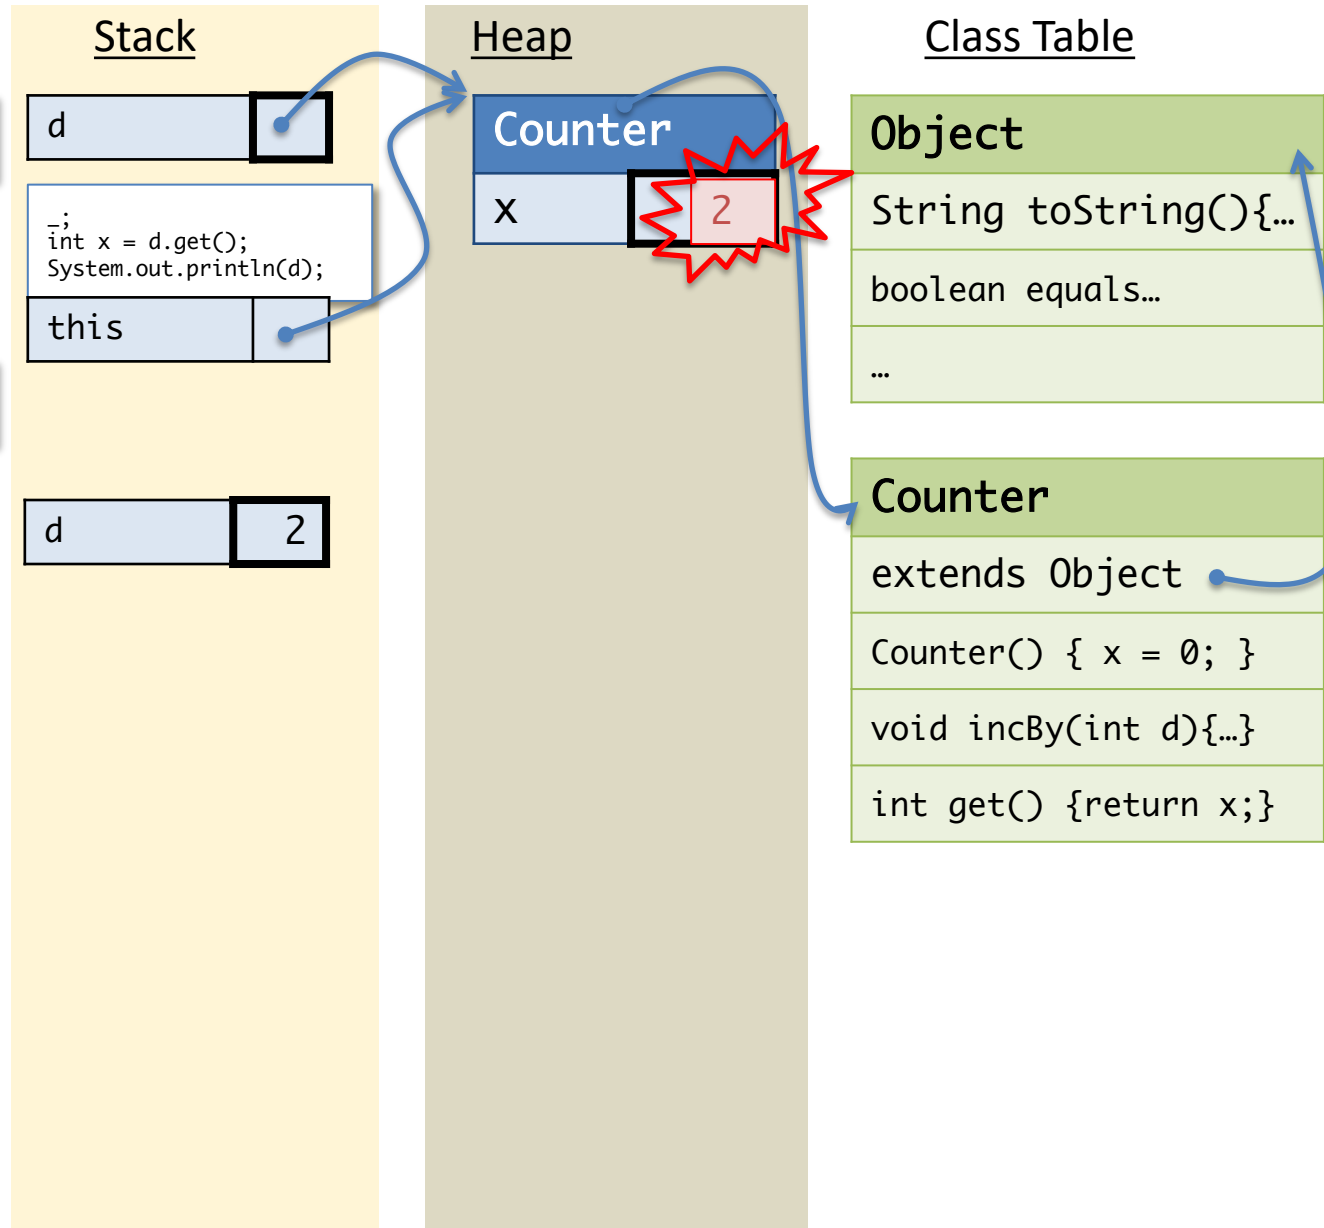 Stack
d
_;
int x = d.get();
System.out.println(d);
this
d 2
Heap
Counter
x 2
Class Table
Object
String toString(){…
boolean equals…
…
Counter
extends Object
Counter() { x = 0; }
void incBy(int d){…}
int get() {return x;}